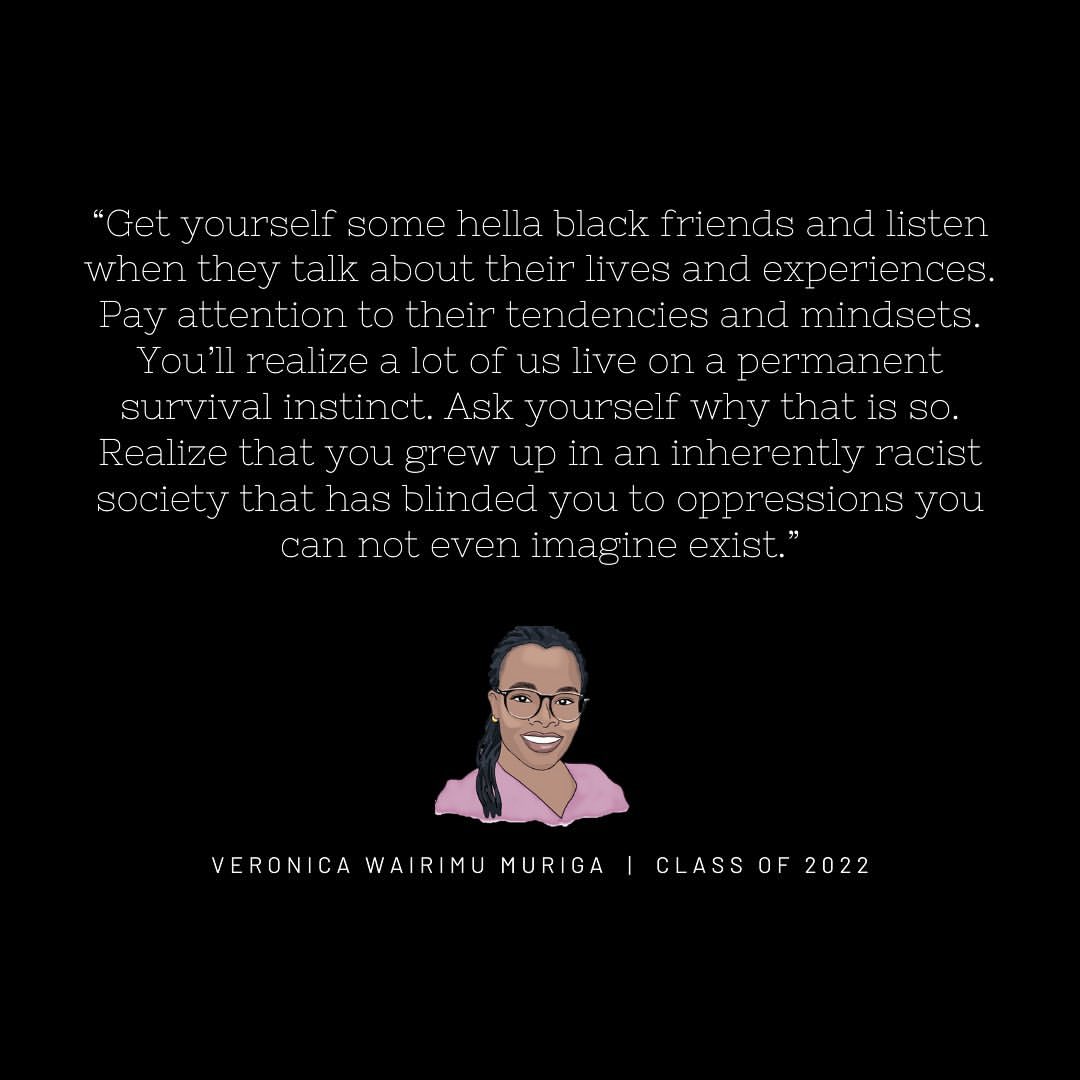 “Get yourself some hella black friends and listen
when they talk about their lives and experiences.
Pay attention to their tendencies and mindsets.
You’ll realize a lot of us live on a permanent
survival instinct. Ask yourself why that is so.
Realize that you grew up in an inherently racist
society that has blinded you to oppressions you
can not even imagine exist.”
VERONICA WAIRIMU MURIGA | CLASS OF 2022